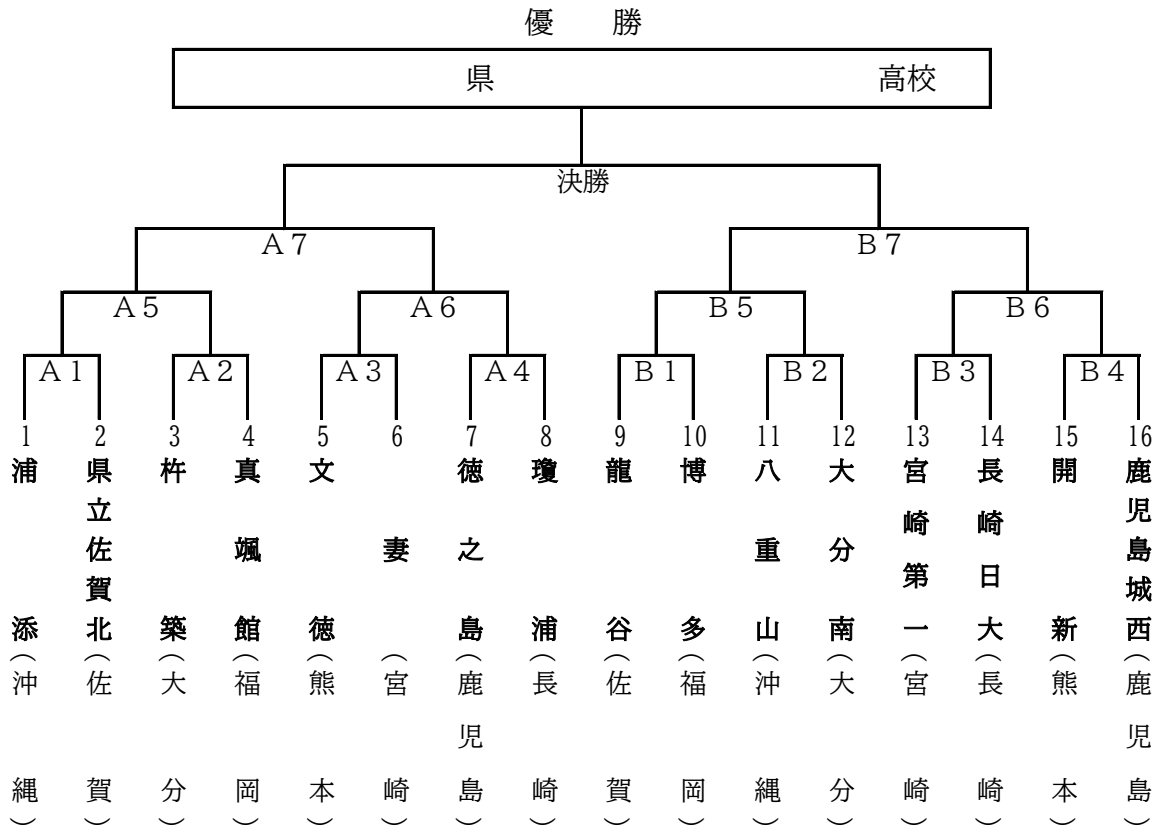 優　勝
県　高校
決勝
Ａ７　Ｂ７
Ａ５　Ａ６　Ｂ５　Ｂ６
Ａ１　Ａ２　Ａ３　Ａ４　Ｂ１　Ｂ２　Ｂ３　Ｂ４
1 2 3 4 5 6 7 8 9 10 11 12 13 14 15 16
浦添（沖縄）
県立佐賀北（佐賀）
杵築（大分）
真颯館（福岡）
文徳（熊本）
妻（宮崎）
徳之島（鹿児島）
瓊浦（長崎）
龍谷（佐賀）
博多（福岡）
八重山（沖縄）
大分南（大分）
宮崎第一（宮崎）
長崎日大（長崎）
開新（熊本）
鹿児島城西（鹿児島）